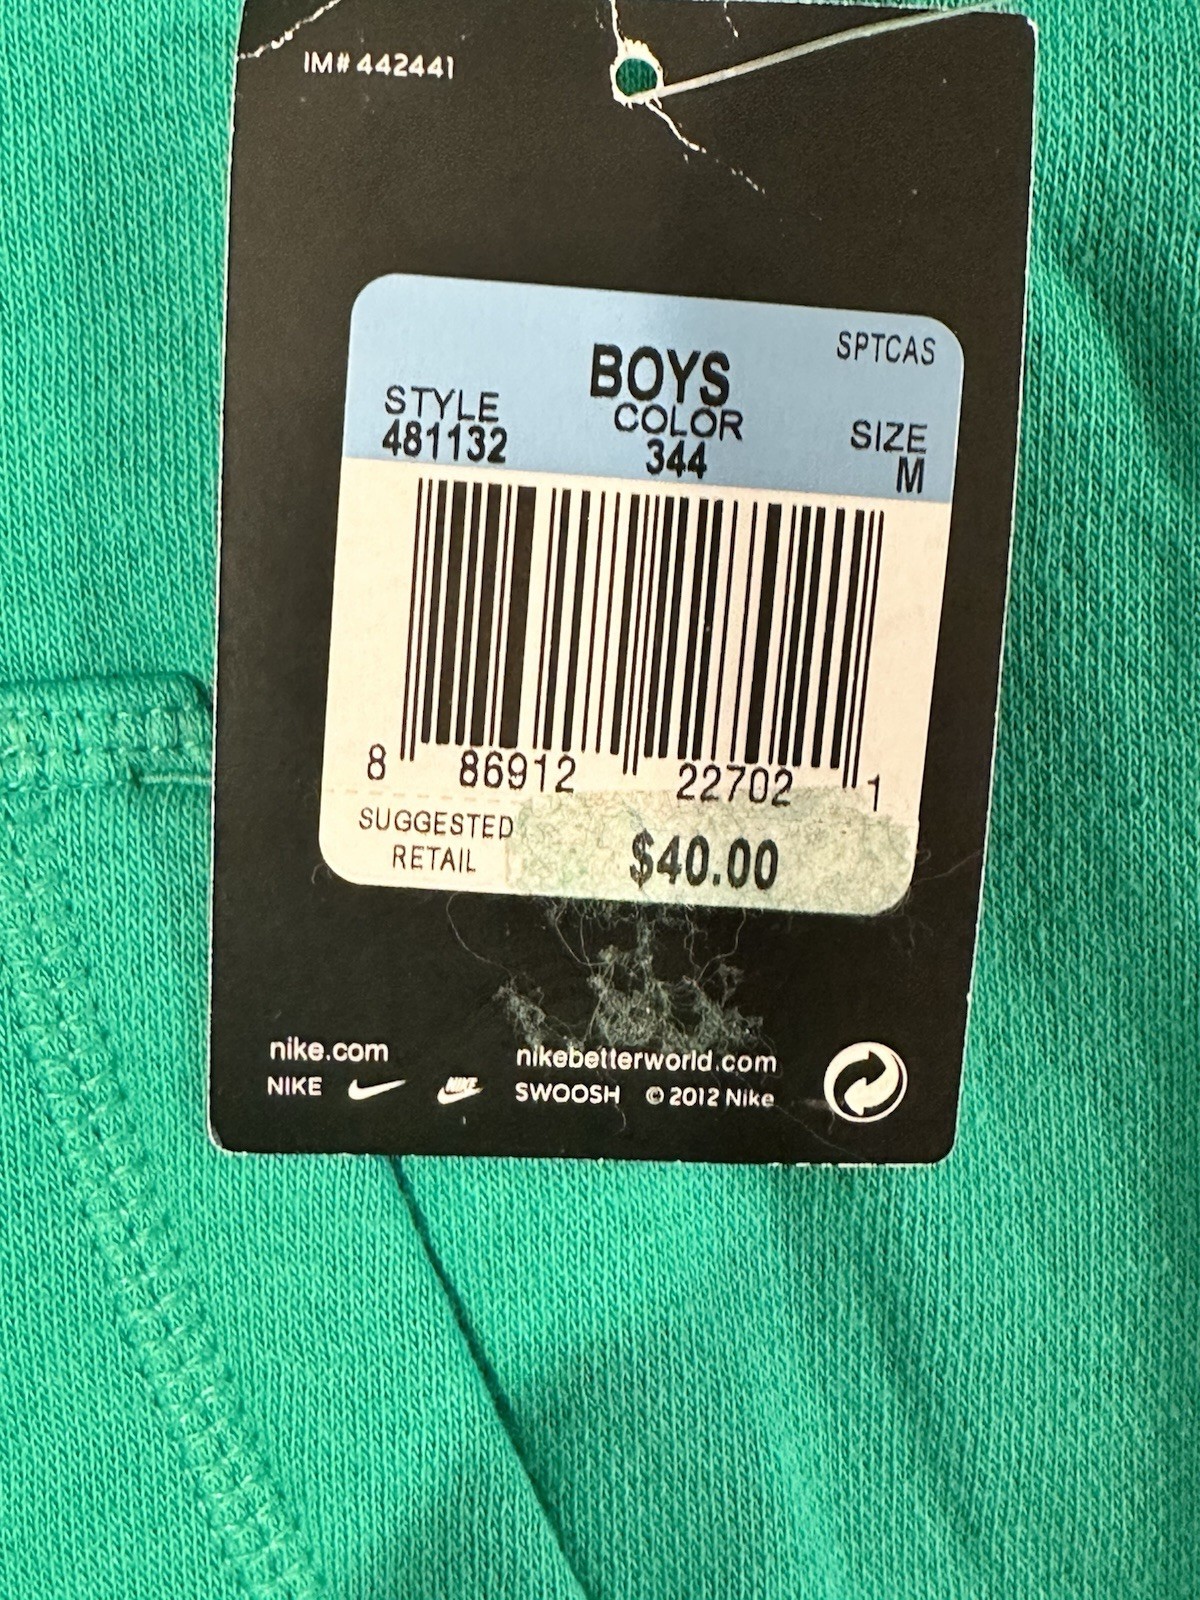 IM# 442441
SPTCAS
BOYS
STYLE COLOR SIZE
481132 344 M
8 86912 22702 1
SUGGESTED
RETAIL
$40.00
nike.com nikebetterworld.com
NIKE NIKE SWOOSH © 2012 Nike